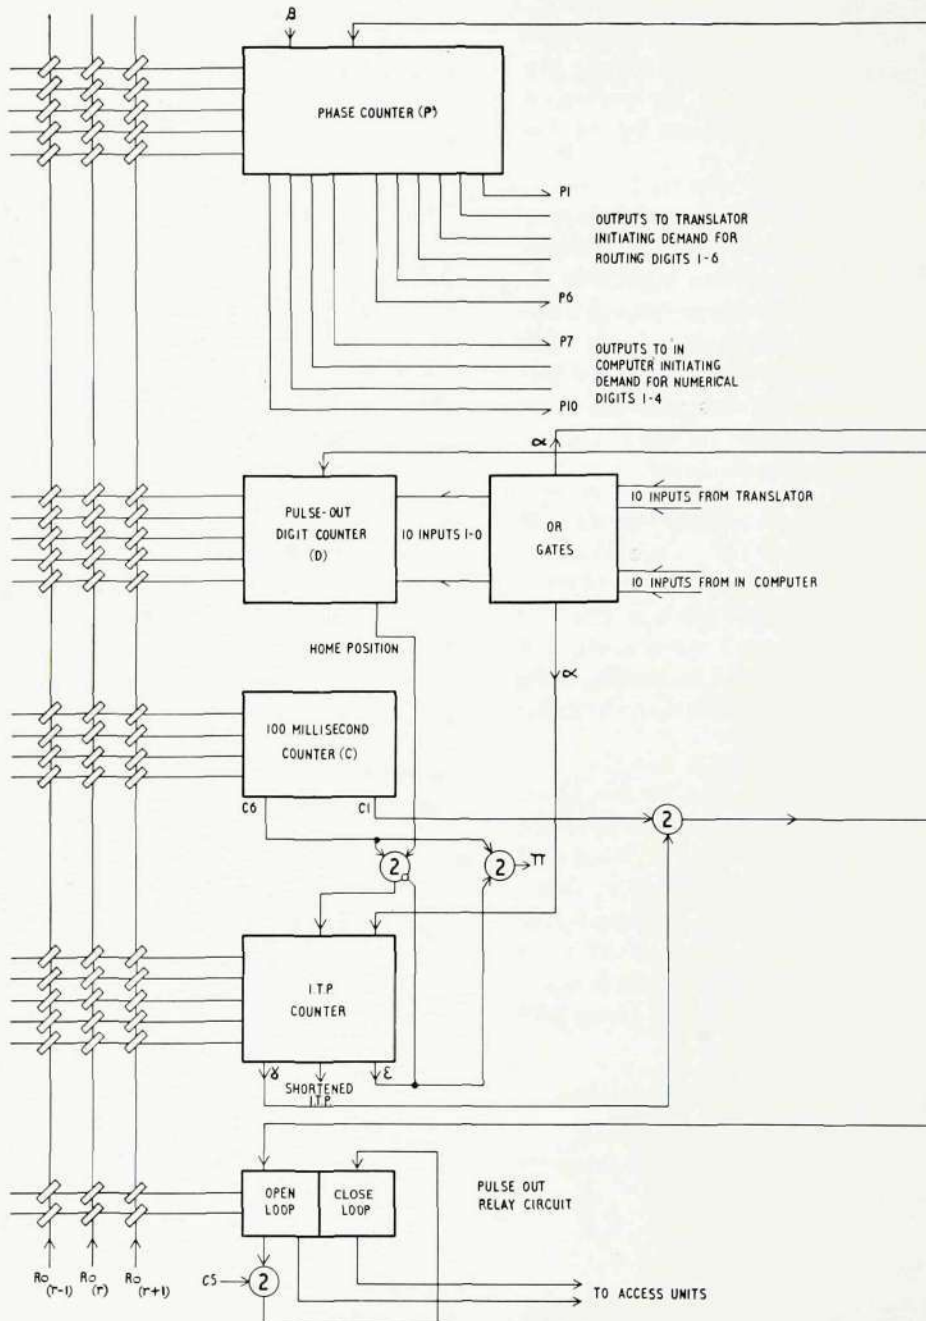 β
PHASE COUNTER (P)
P1
OUTPUTS TO TRANSLATOR
INITIATING DEMAND FOR
ROUTING DIGITS 1-6
P6
P7
OUTPUTS TO IN
COMPUTER INITIATING
DEMAND FOR NUMERICAL
DIGITS 1-4
P10
α
PULSE-OUT
DIGIT COUNTER
(D)
10 INPUTS 1-0
OR
GATES
10 INPUTS FROM TRANSLATOR
10 INPUTS FROM IN COMPUTER
HOME POSITION
α
100 MILLISECOND
COUNTER (C)
C6
C1
2
2
2
π
I.T.P
COUNTER
γ
SHORTENED
I.T.P.
ε
OPEN
LOOP
CLOSE
LOOP
PULSE OUT
RELAY CIRCUIT
Ro
(r-1)
Ro
(r)
Ro
(r+1)
C5
2
TO ACCESS UNITS